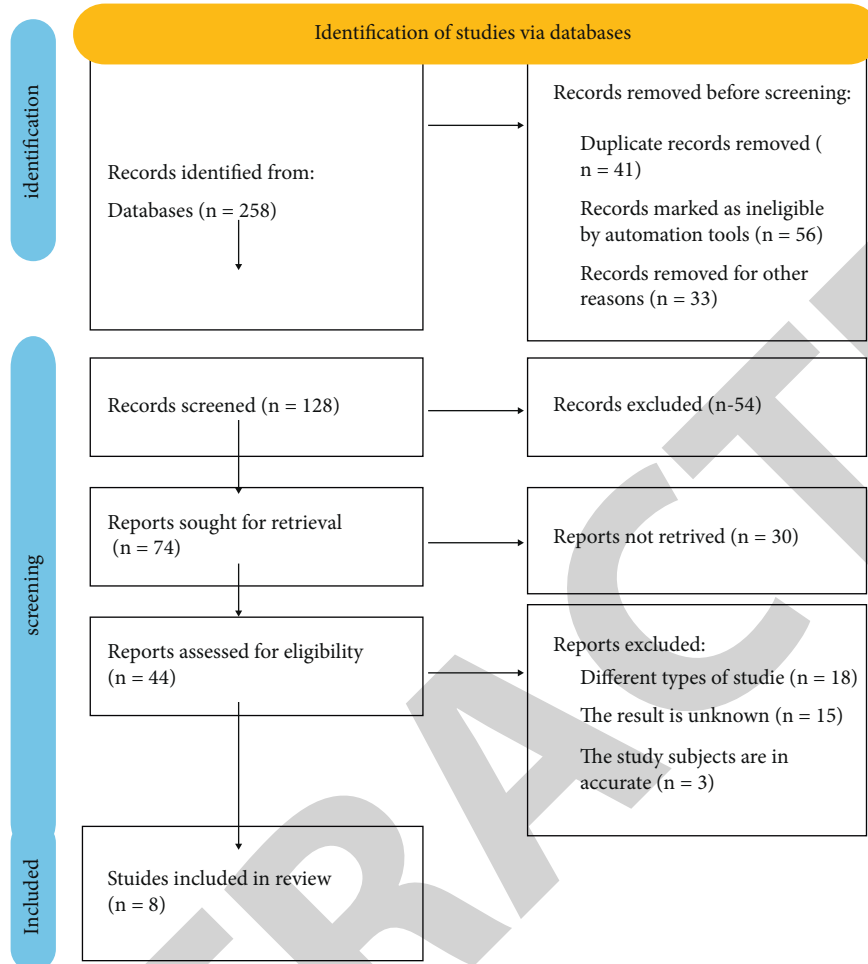 Identification of studies via databases
identification
Records identified from:
Databases (n = 258)
Records removed before screening:
Duplicate records removed (
n = 41)
Records marked as ineligible
by automation tools (n = 56)
Records removed for other
reasons (n = 33)
screening
Records screened (n = 128)
Records excluded (n-54)
Reports sought for retrieval
(n = 74)
Reports not retrived (n = 30)
Reports assessed for eligibility
(n = 44)
Reports excluded:
Different types of studie (n = 18)
The result is unknown (n = 15)
The study subjects are in
accurate (n = 3)
Included
Stuides included in review
(n = 8)
TRACT